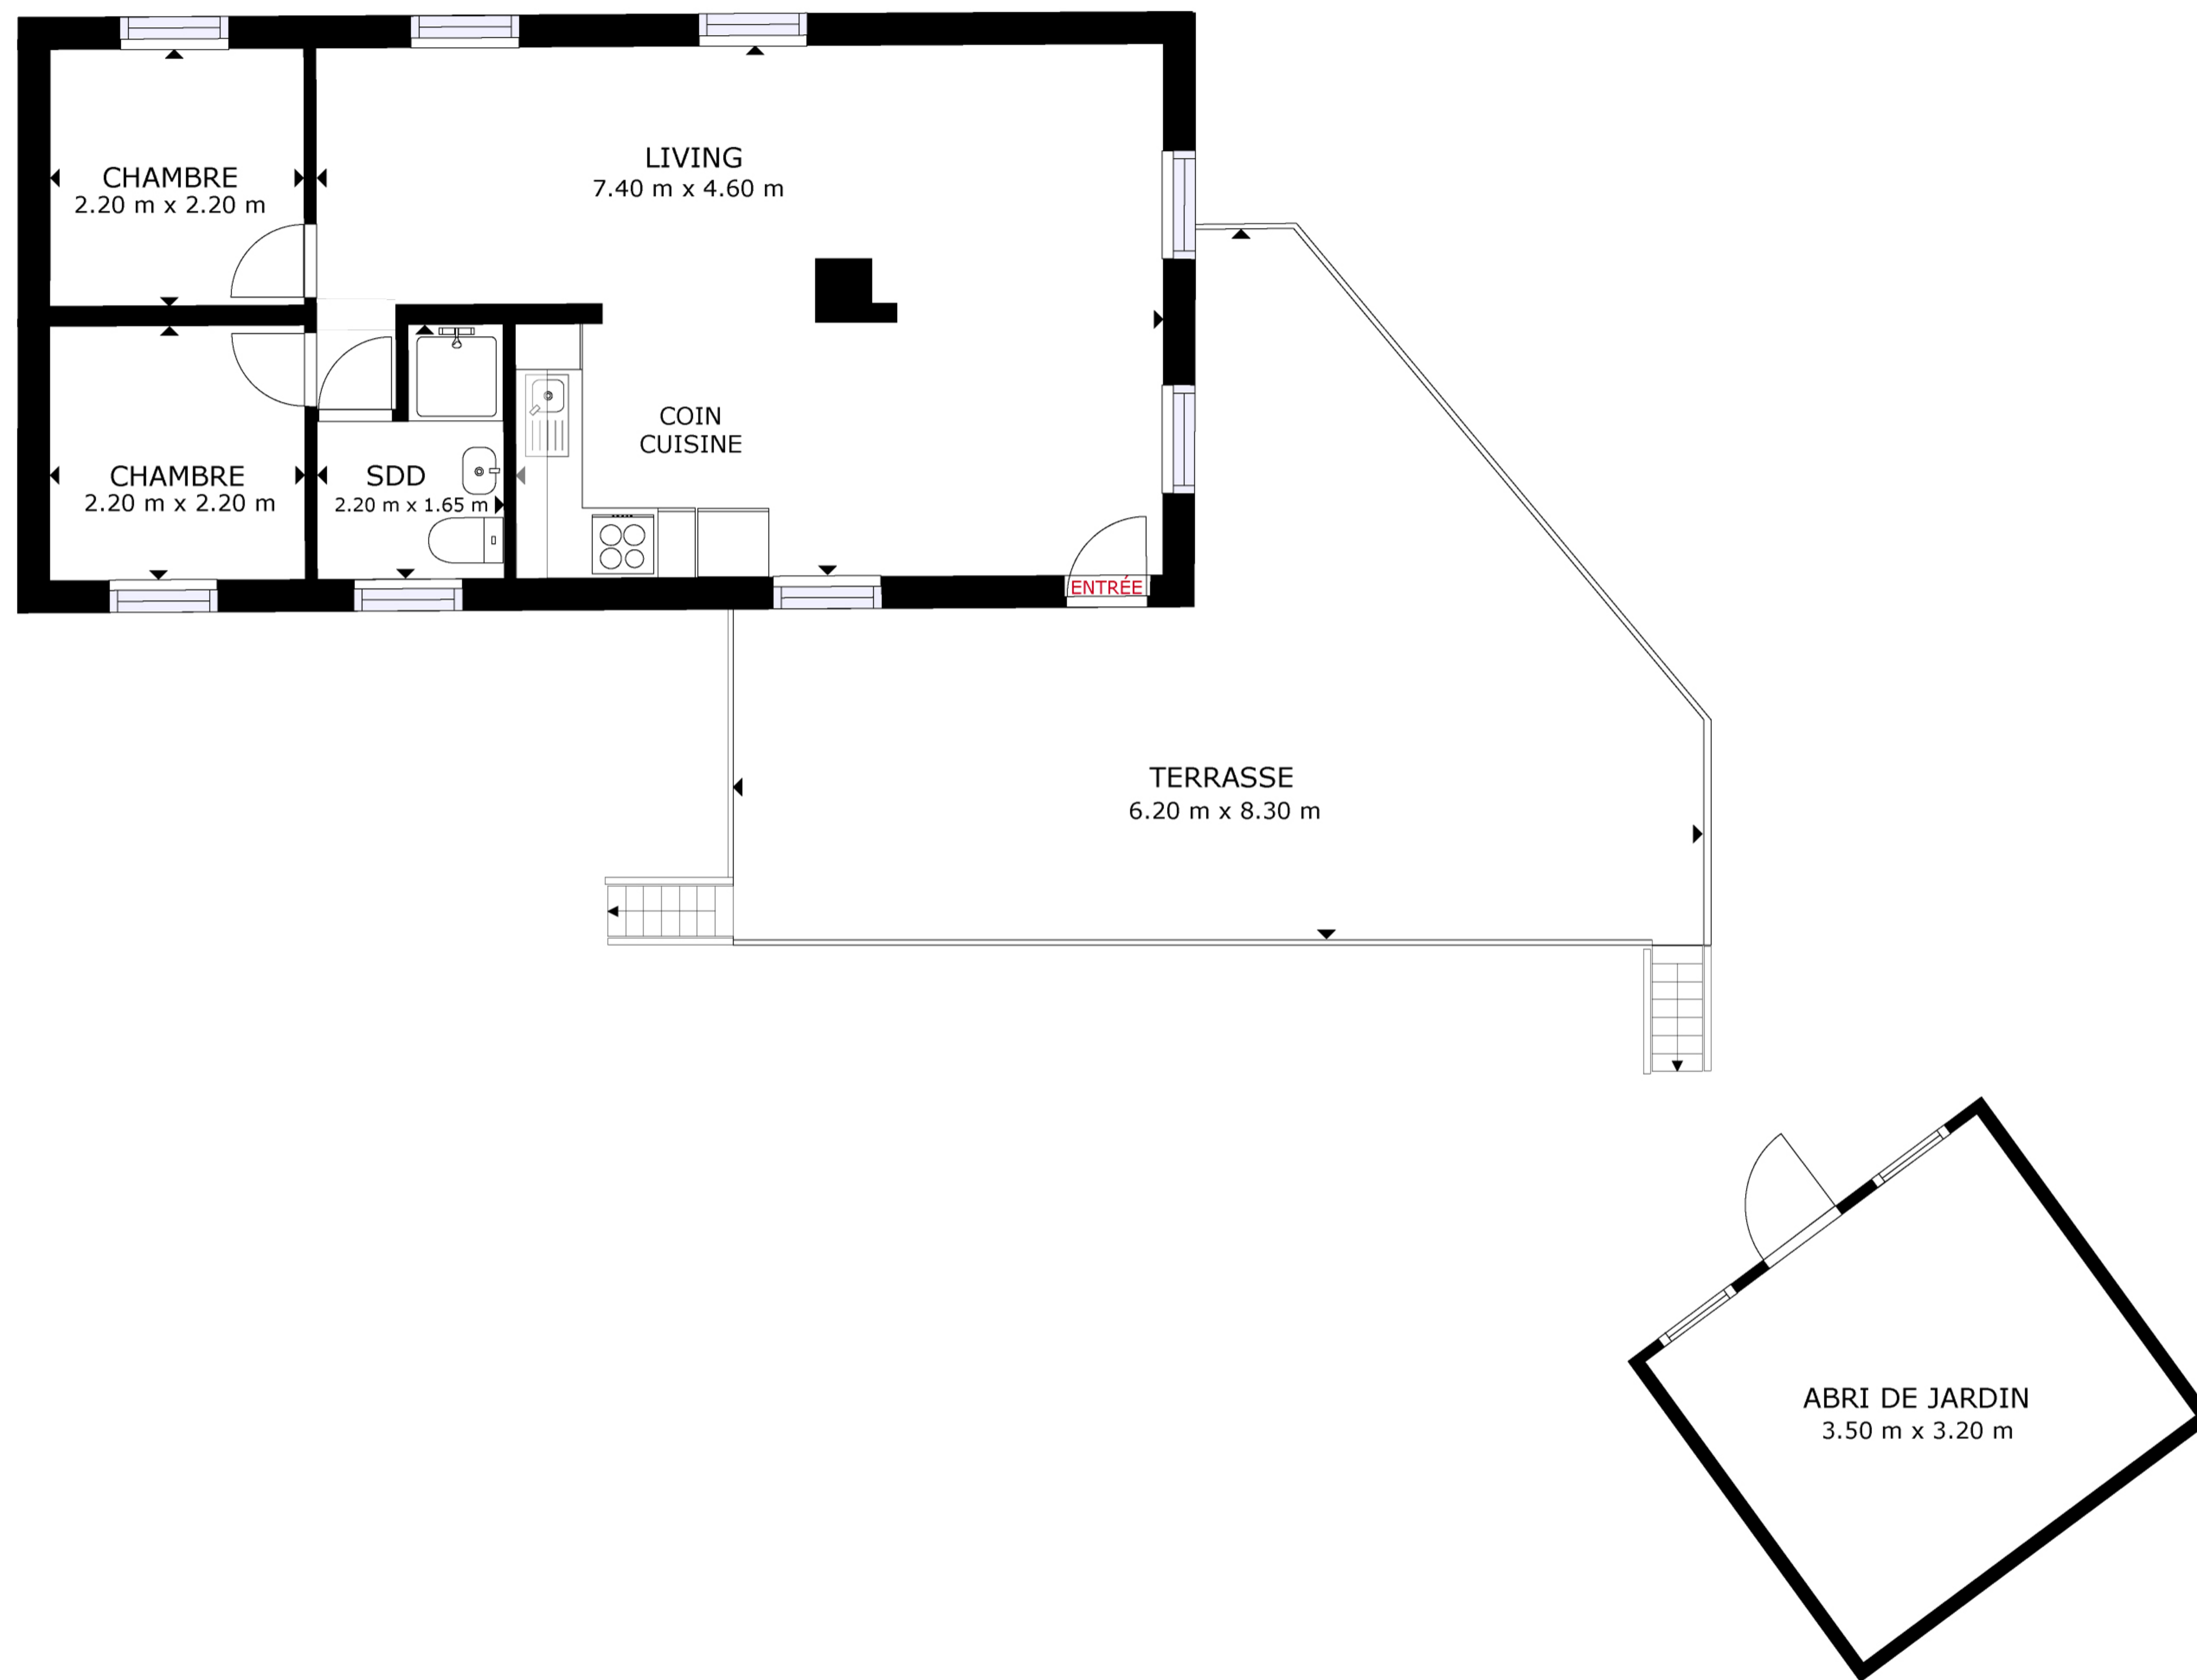 LIVING
7.40 m x 4.60 m
CHAMBRE
2.20 m x 2.20 m
COIN
CUISINE
CHAMBRE
2.20 m x 2.20 m
SDD
2.20 m x 1.65 m
ENTRÉE
TERRASSE
6.20 m x 8.30 m
ABRI DE JARDIN
3.50 m x 3.20 m